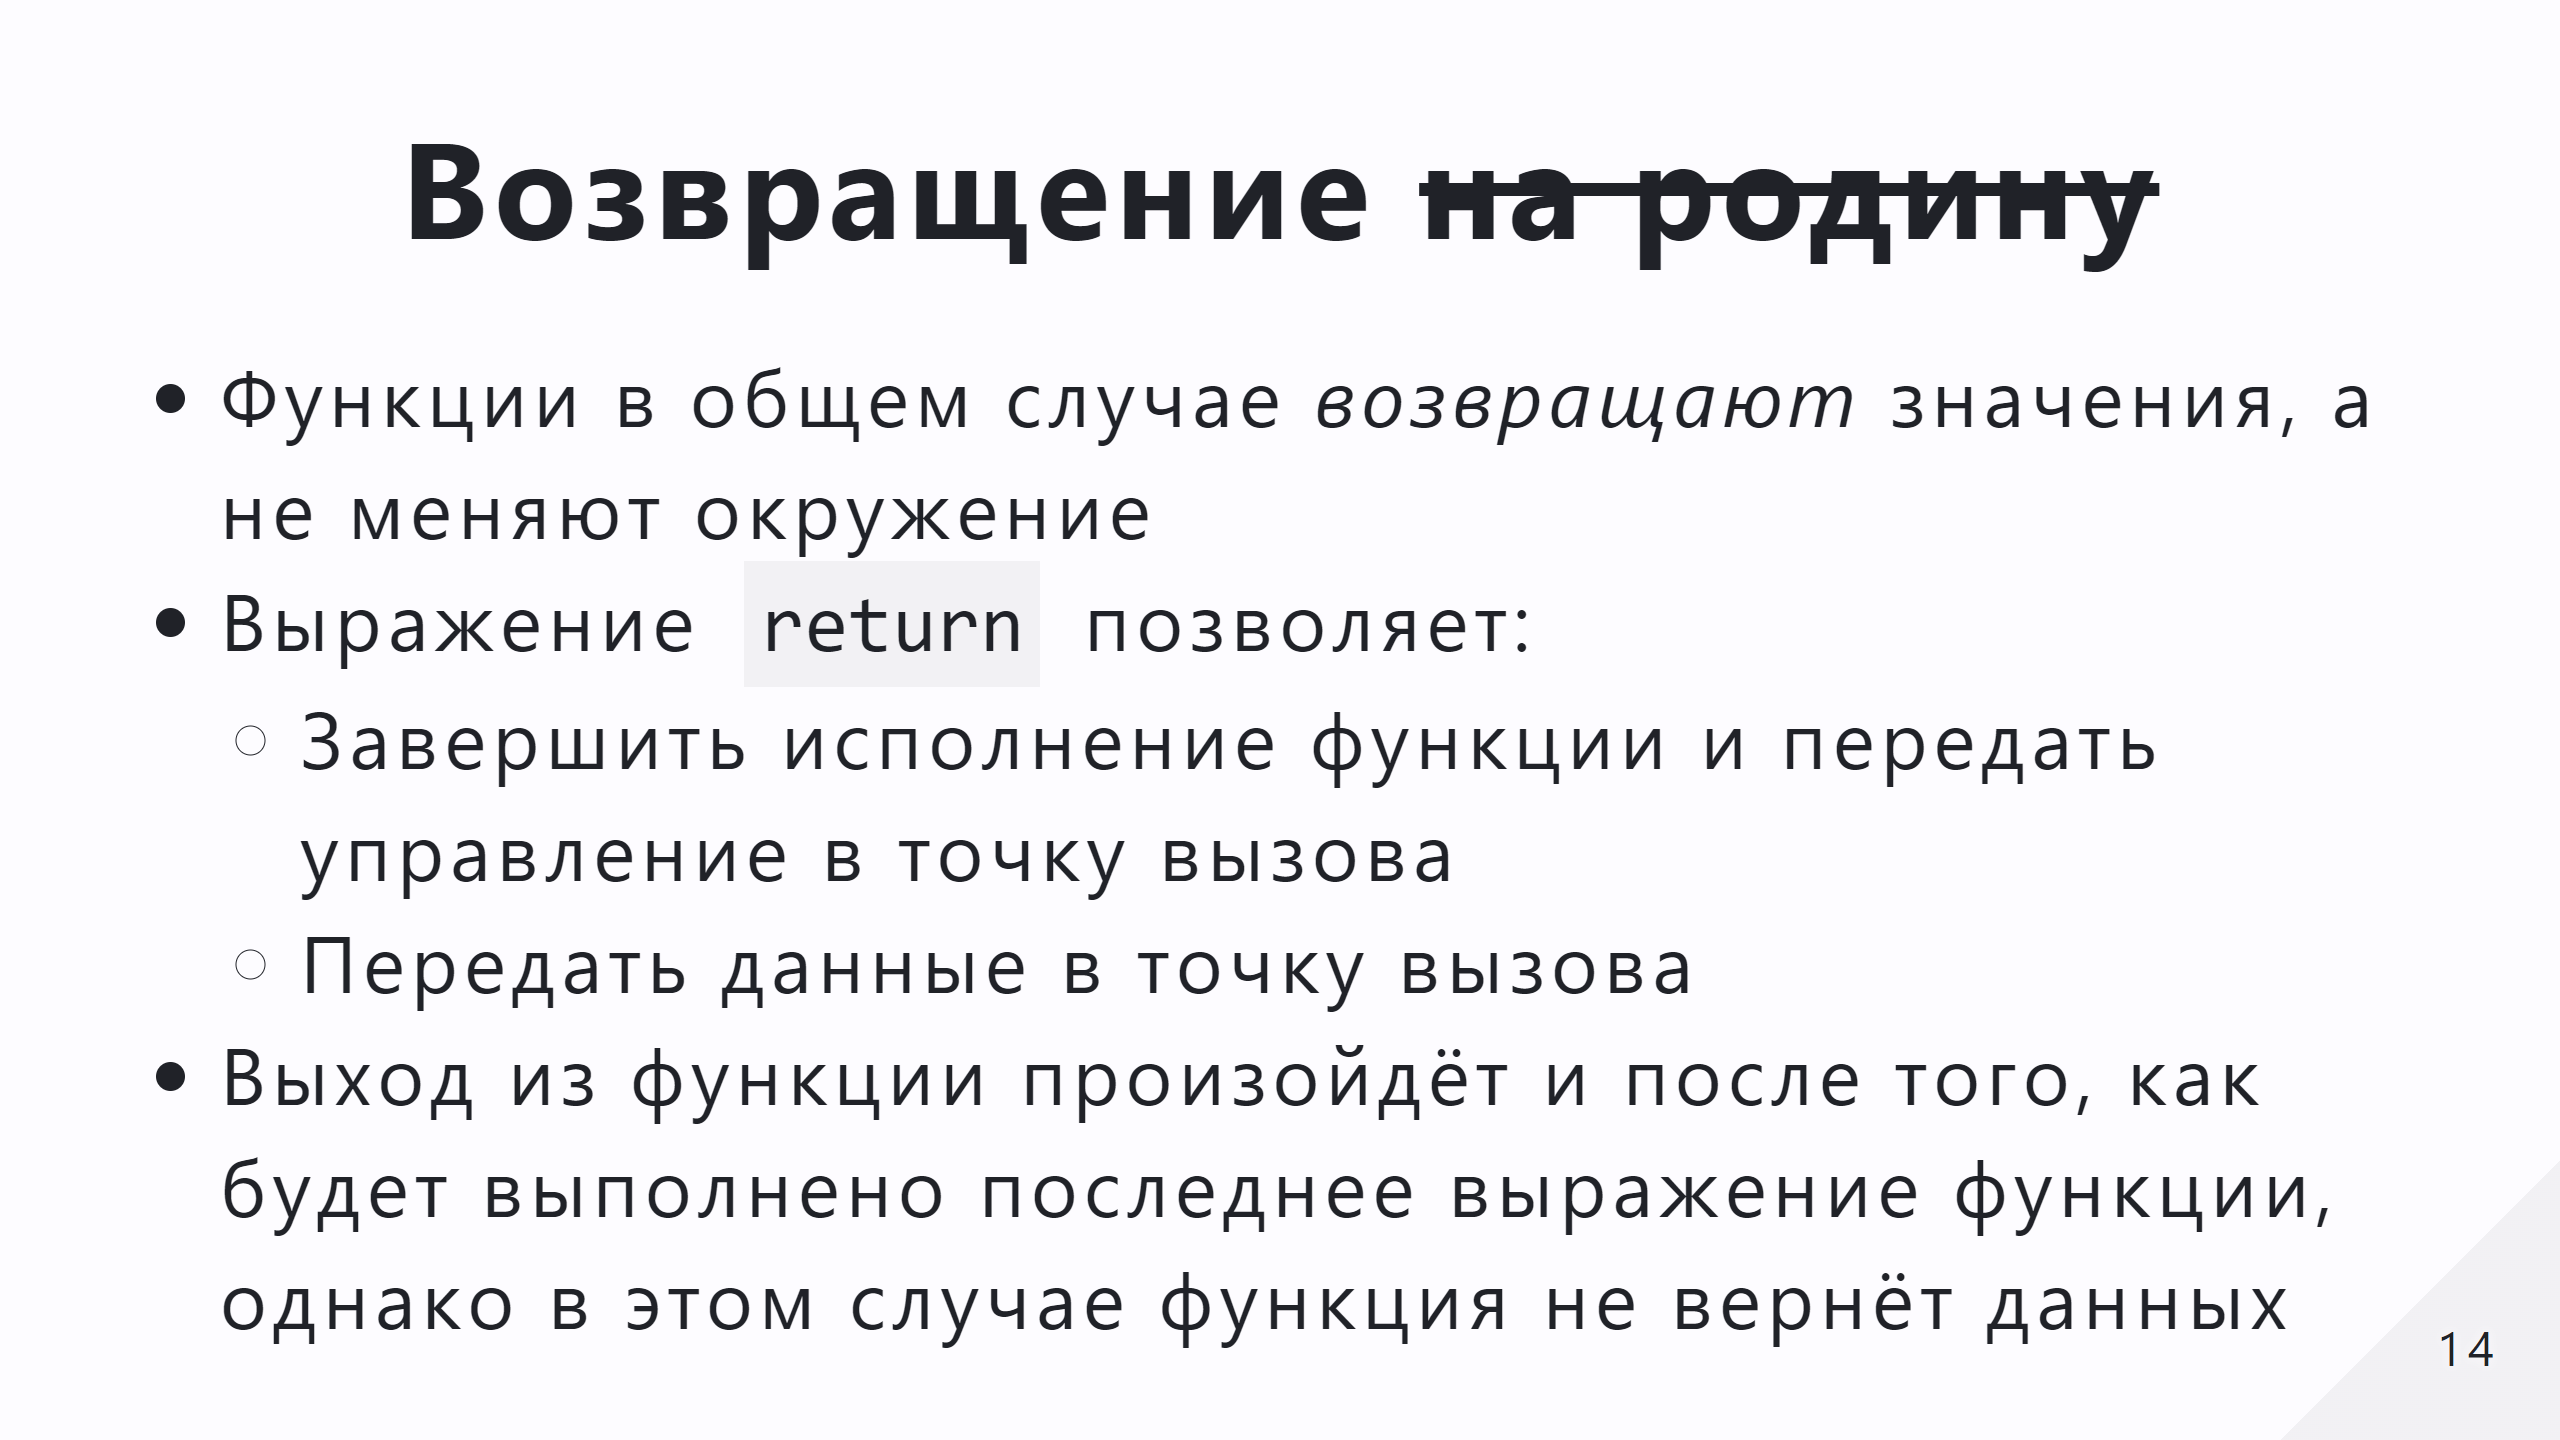 Возвращение на родину
Функции в общем случае возвращают значения, а
не меняют окружение
Выражение return позволяет:
Завершить исполнение функции и передать
управление в точку вызова
Передать данные в точку вызова
Выход из функции произойдёт и после того, как
будет выполнено последнее выражение функции,
однако в этом случае функция не вернёт данных
14